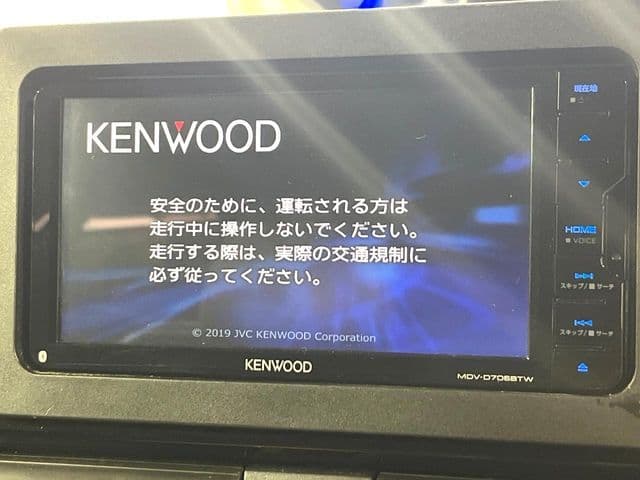 KENWOOD
安全のために、運転される方は
走行中に操作しないでください。
走行する際は、実際の交通規制に
必ず従ってください。
© 2019 JVC KENWOOD Corporation
KENWOOD
MDV-D706BTW
現在地
HOME
VOICE
スキップ/サーチ
スキップ/サーチ